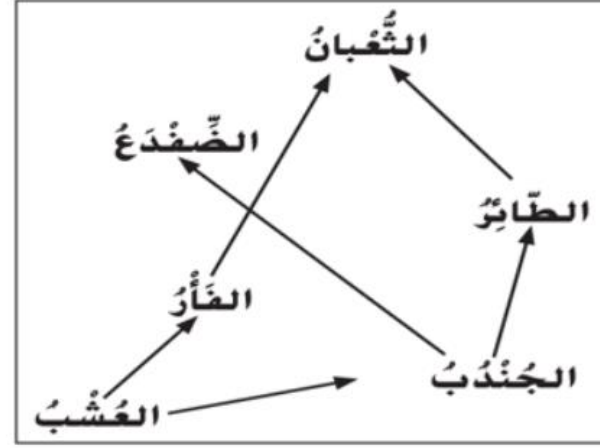 الثُّعْبانُ
الضِّفْدَعُ
الطّائِرُ
الفَأْرُ
الجُنْدُبُ
العُشْبُ